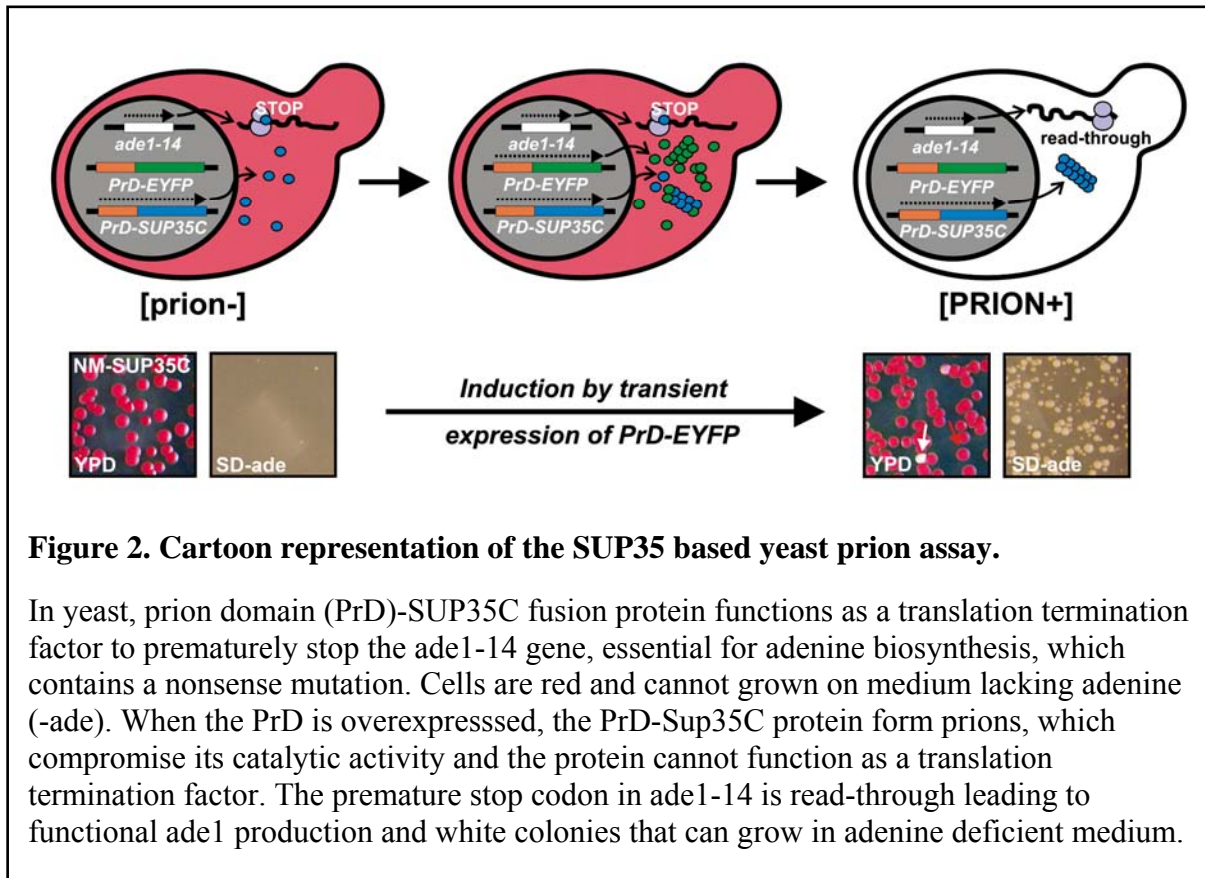 STOP
ade1-14
PrD-EYFP
PrD-SUP35C
[prion-]
STOP
ade1-14
PrD-EYFP
PrD-SUP35C
ade1-14
read-through
PrD-EYFP
PrD-SUP35C
[PRION+]
NM-SUP35C
YPD
SD-ade
Induction by transient
expression of PrD-EYFP
YPD
SD-ade
Figure 2. Cartoon representation of the SUP35 based yeast prion assay.
In yeast, prion domain (PrD)-SUP35C fusion protein functions as a translation termination
factor to prematurely stop the ade1-14 gene, essential for adenine biosynthesis, which
contains a nonsense mutation. Cells are red and cannot grown on medium lacking adenine
(-ade). When the PrD is overexpresssed, the PrD-Sup35C protein form prions, which
compromise its catalytic activity and the protein cannot function as a translation
termination factor. The premature stop codon in ade1-14 is read-through leading to
functional ade1 production and white colonies that can grow in adenine deficient medium.